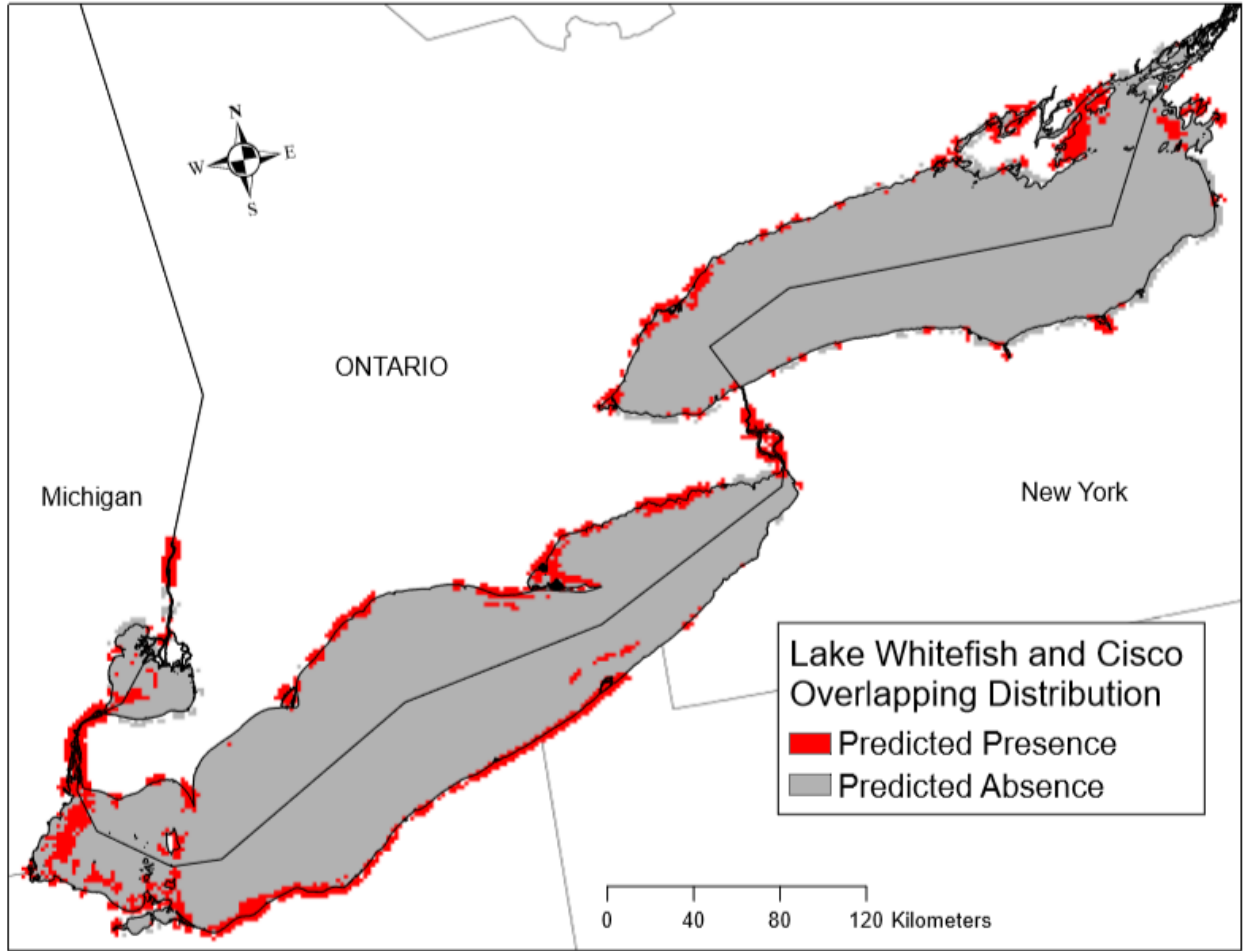 N
W E
S
ONTARIO
Michigan
New York
Lake Whitefish and Cisco
Overlapping Distribution
Predicted Presence
Predicted Absence
0 40 80 120 Kilometers